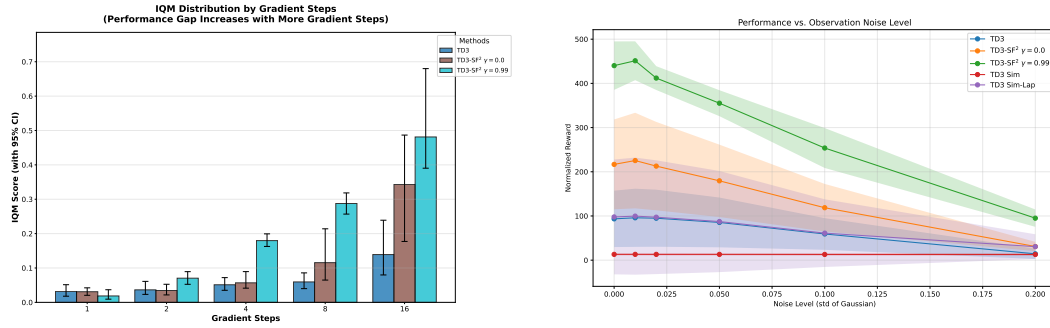 IQM Distribution by Gradient Steps
(Performance Gap Increases with More Gradient Steps)
IQM Score (with 95% CI)
0.7
0.6
0.5
0.4
0.3
0.2
0.1
0.0
Methods
TD3
TD3-SF² γ = 0.0
TD3-SF² γ = 0.99
1
2
4
8
16
Gradient Steps
Performance vs. Observation Noise Level
Normalized Reward
500
400
300
200
100
0
TD3
TD3-SF² γ = 0.0
TD3-SF² γ = 0.99
TD3 Sim
TD3 Sim-Lap
0.000
0.025
0.050
0.075
0.100
0.125
0.150
0.175
0.200
Noise Level (std of Gaussian)